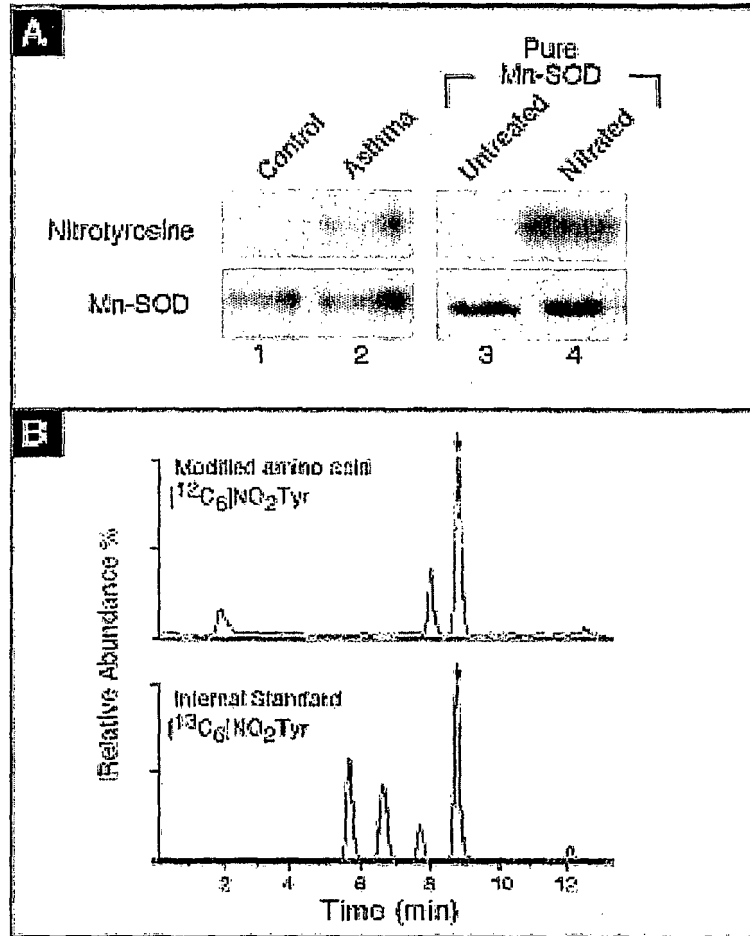 A
Pure
Mn-SOD
Control
Asthma
Untreated
Nitrated
Nitrotyrosine
Mn-SOD
1 2 3 4
B
Modified amino acid
[12C6]NO2Tyr
Internal Standard
[13C6]NO2Tyr
Relative Abundance %
2 4 6 8 10 12
Time (min)